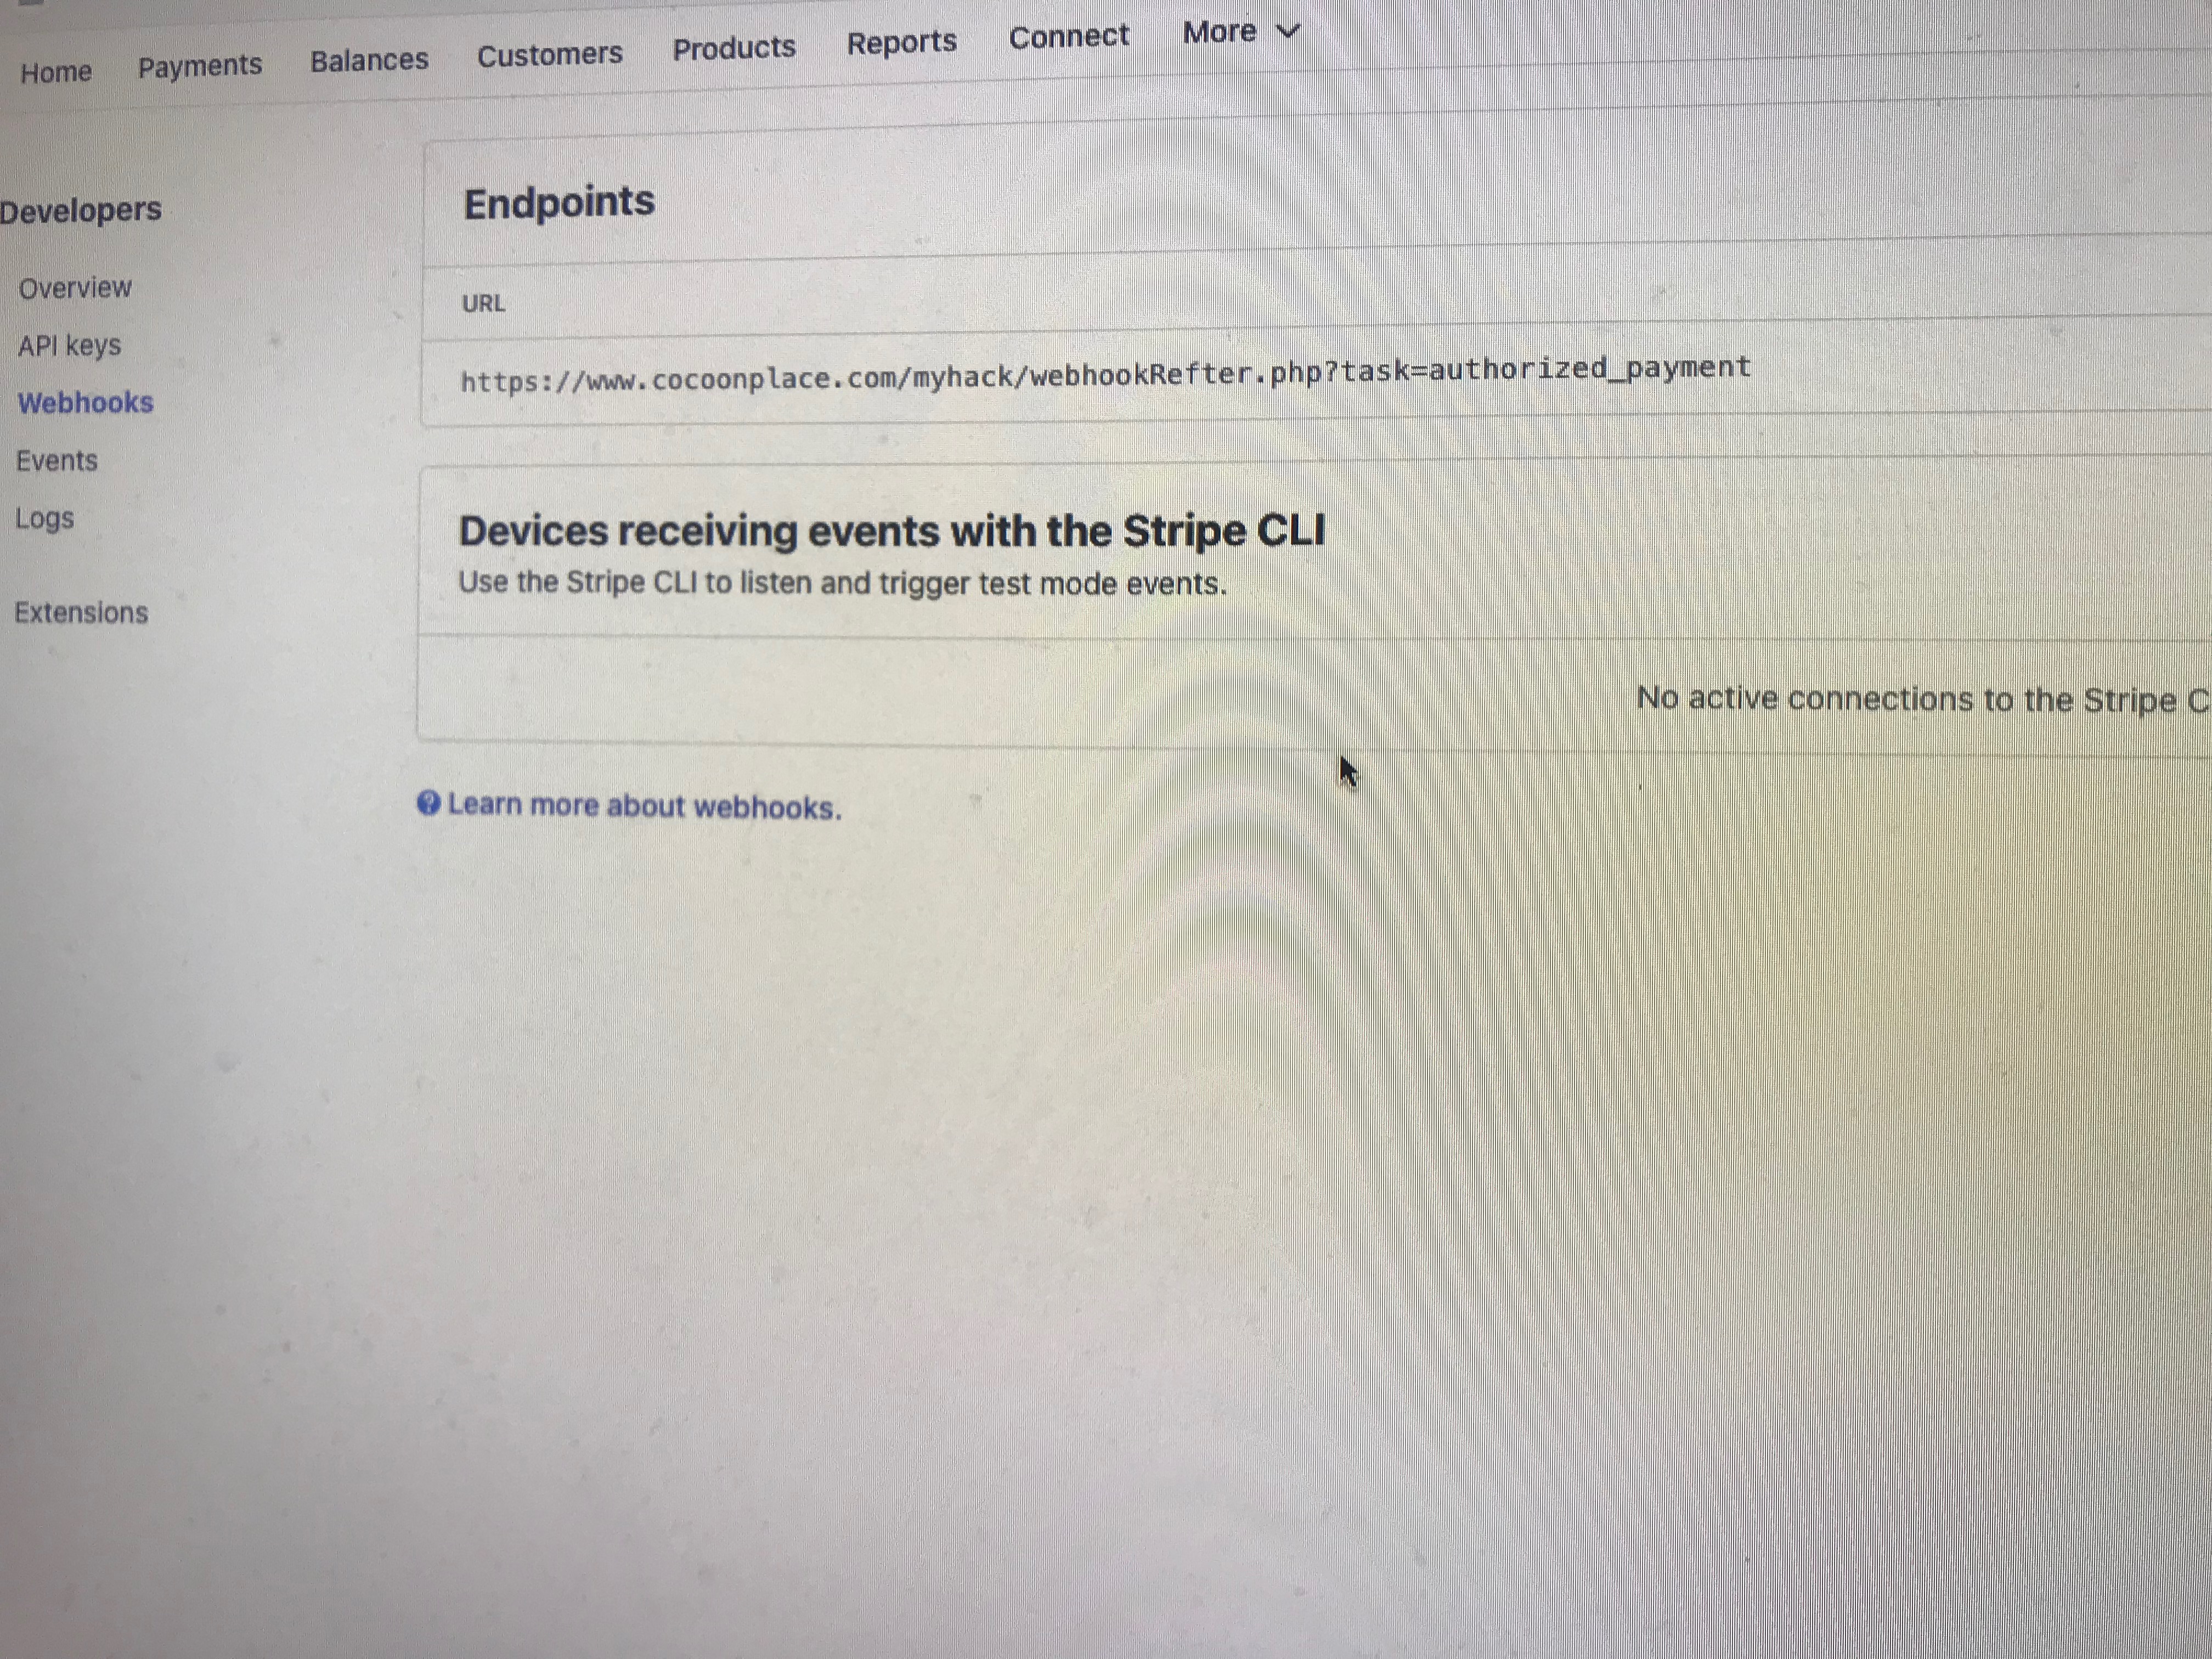 Home Payments Balances Customers Products Reports Connect More
Developers
Overview
API keys
Webhooks
Events
Logs
Extensions
Endpoints
URL
https://www.cocoonplace.com/myhack/webhookRefter.php?task=authorized_payment
Devices receiving events with the Stripe CLI
Use the Stripe CLI to listen and trigger test mode events.
No active connections to the Stripe C
Learn more about webhooks.